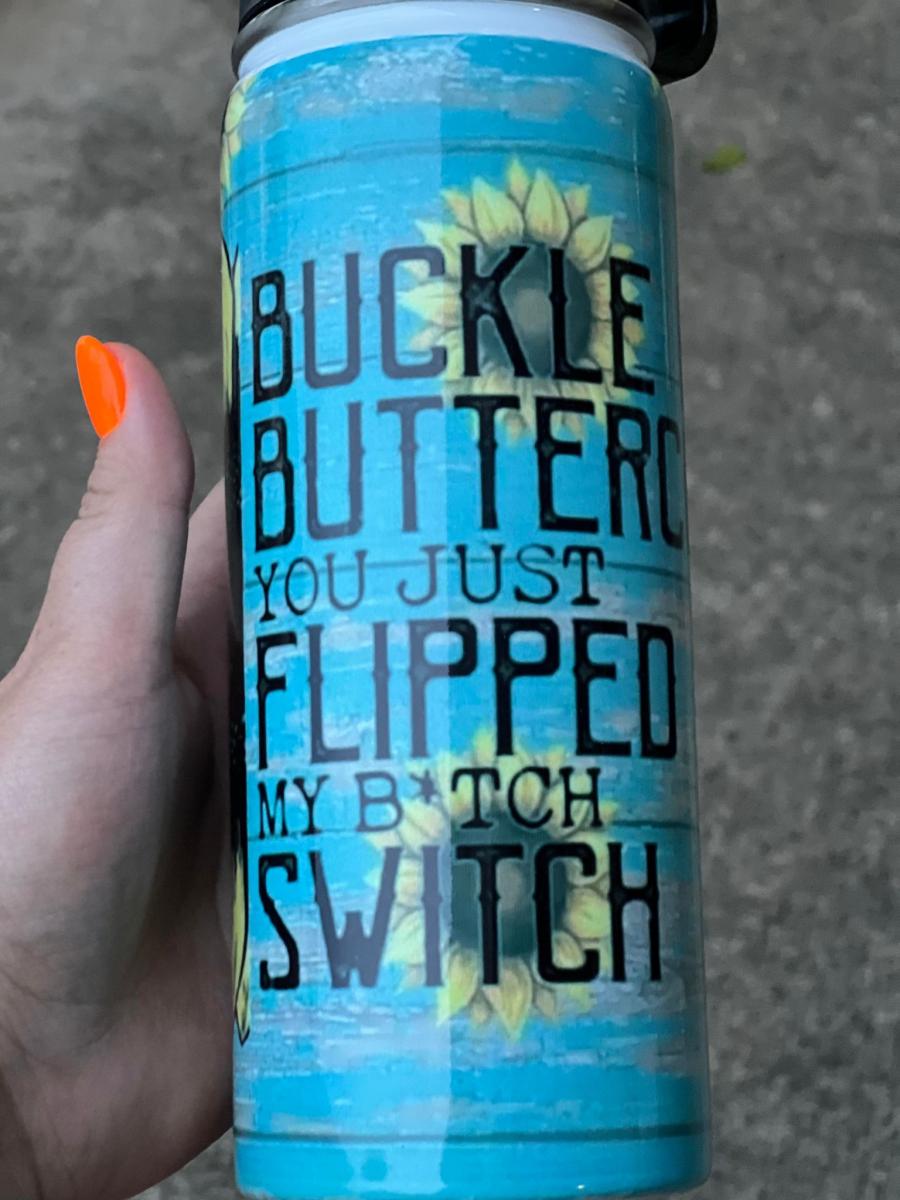 BUCKLE
BUTTERC
YOU JUST
FLIPPED
MY B*TCH
SWITCH